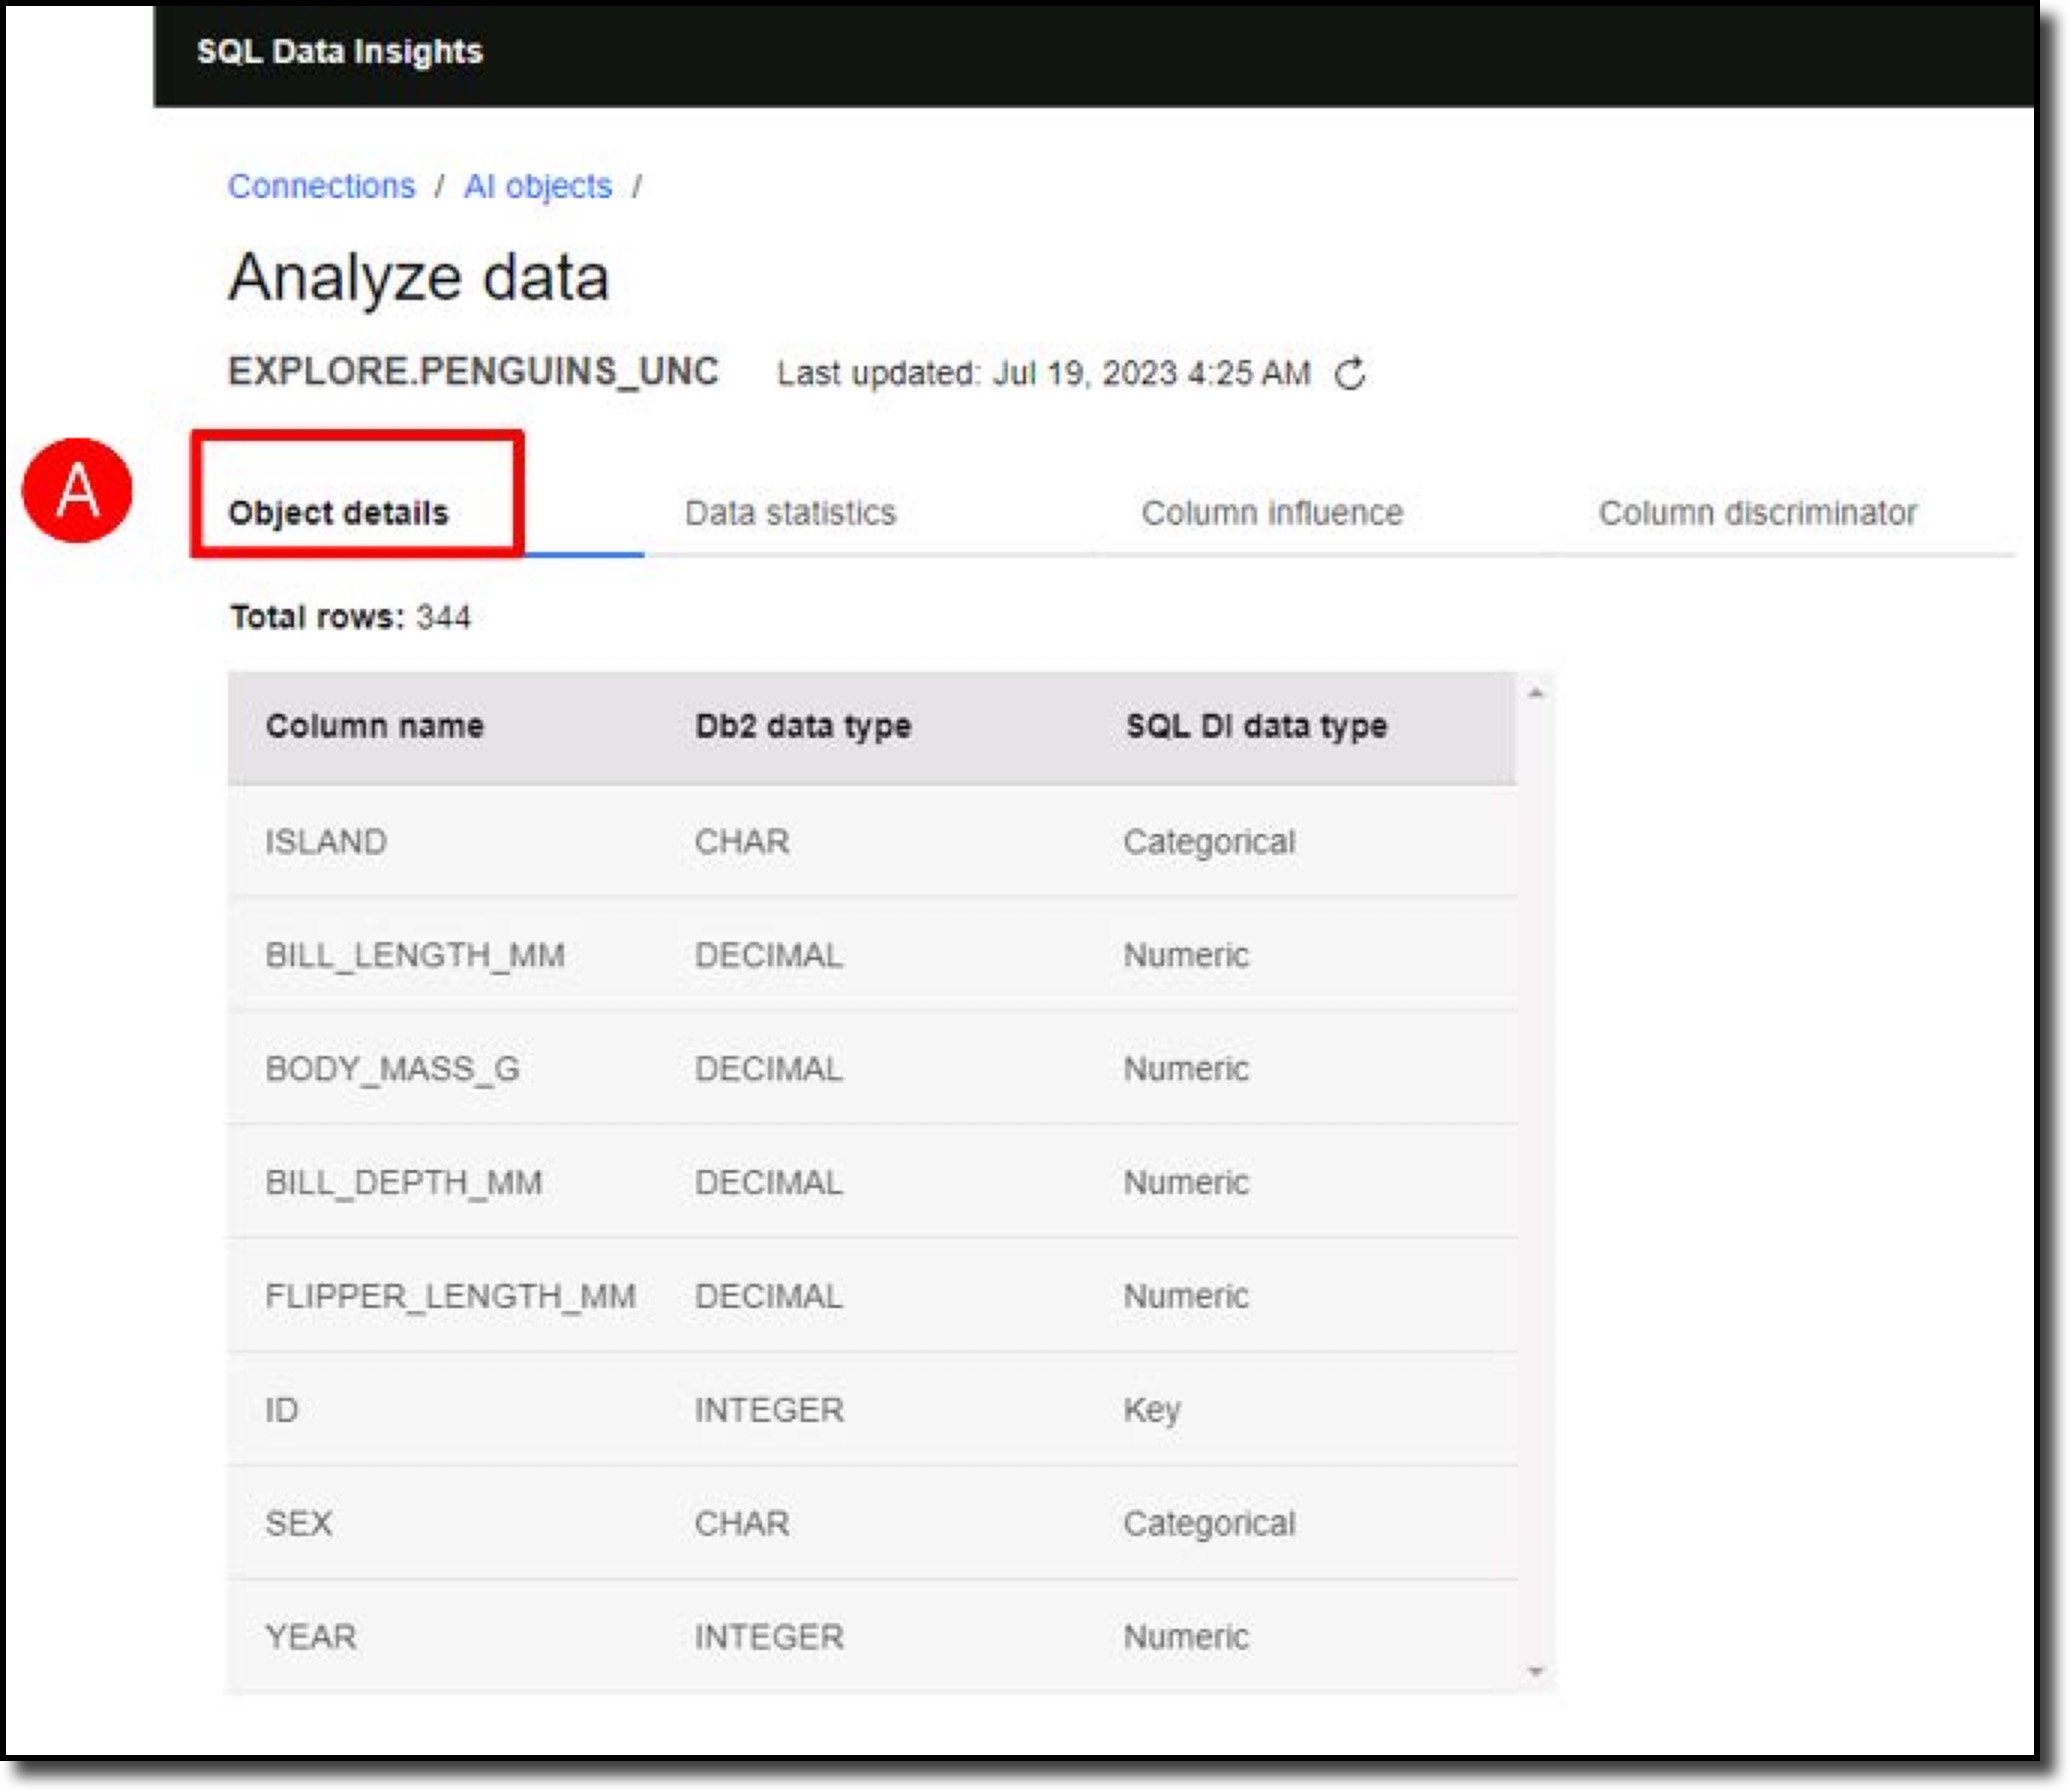 SQL Data Insights
Connections / AI objects /
Analyze data
EXPLORE.PENGUINS_UNC Last updated: Jul 19, 2023 4:25 AM
A
Object details Data statistics Column influence Column discriminator
Total rows: 344
Column name Db2 data type SQL DI data type
ISLAND CHAR Categorical
BILL_LENGTH_MM DECIMAL Numeric
BODY_MASS_G DECIMAL Numeric
BILL_DEPTH_MM DECIMAL Numeric
FLIPPER_LENGTH_MM DECIMAL Numeric
ID INTEGER Key
SEX CHAR Categorical
YEAR INTEGER Numeric